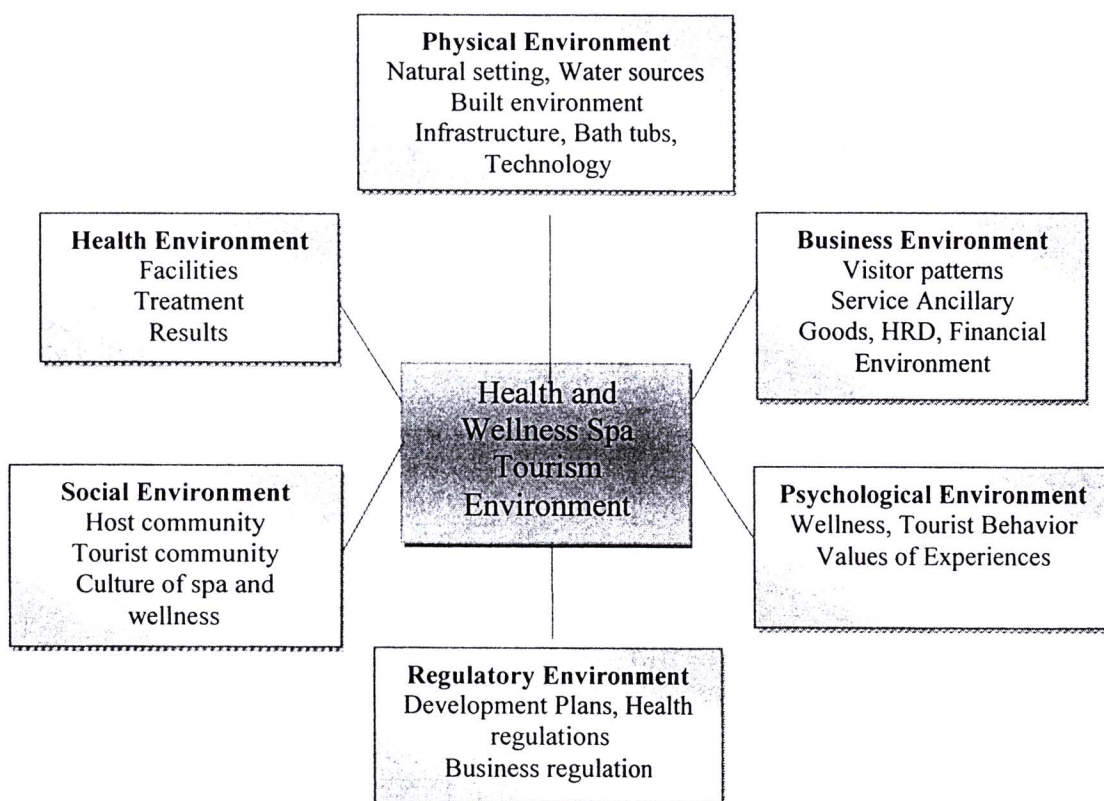 Physical Environment
Natural setting, Water sources
Built environment
Infrastructure, Bath tubs,
Technology
Health Environment
Facilities
Treatment
Results
Business Environment
Visitor patterns
Service Ancillary
Goods, HRD, Financial
Environment
Health and
Wellness Spa
Tourism
Environment
Social Environment
Host community
Tourist community
Culture of spa and
wellness
Psychological Environment
Wellness, Tourist Behavior
Values of Experiences
Regulatory Environment
Development Plans, Health
regulations
Business regulation